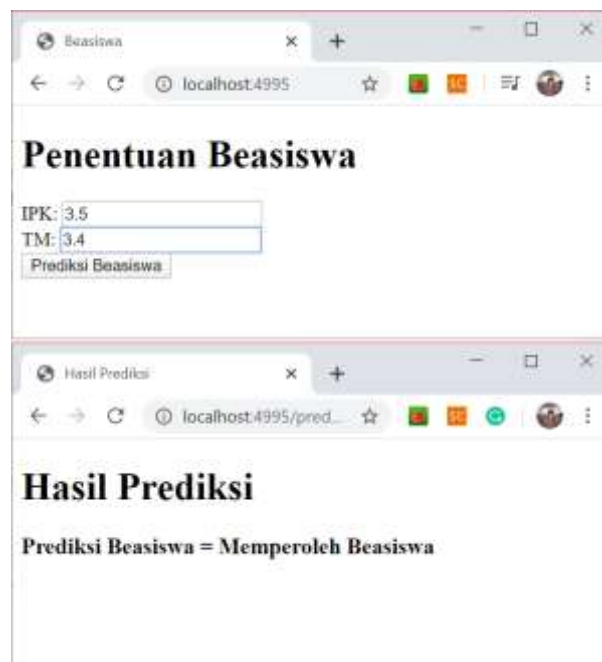 Beasiswa
localhost:4995
Penentuan Beasiswa
IPK: 3.5
TM: 3.4
Prediksi Beasiswa
Hasil Prediksi
localhost:4995/pred...
Hasil Prediksi
Prediksi Beasiswa = Memperoleh Beasiswa